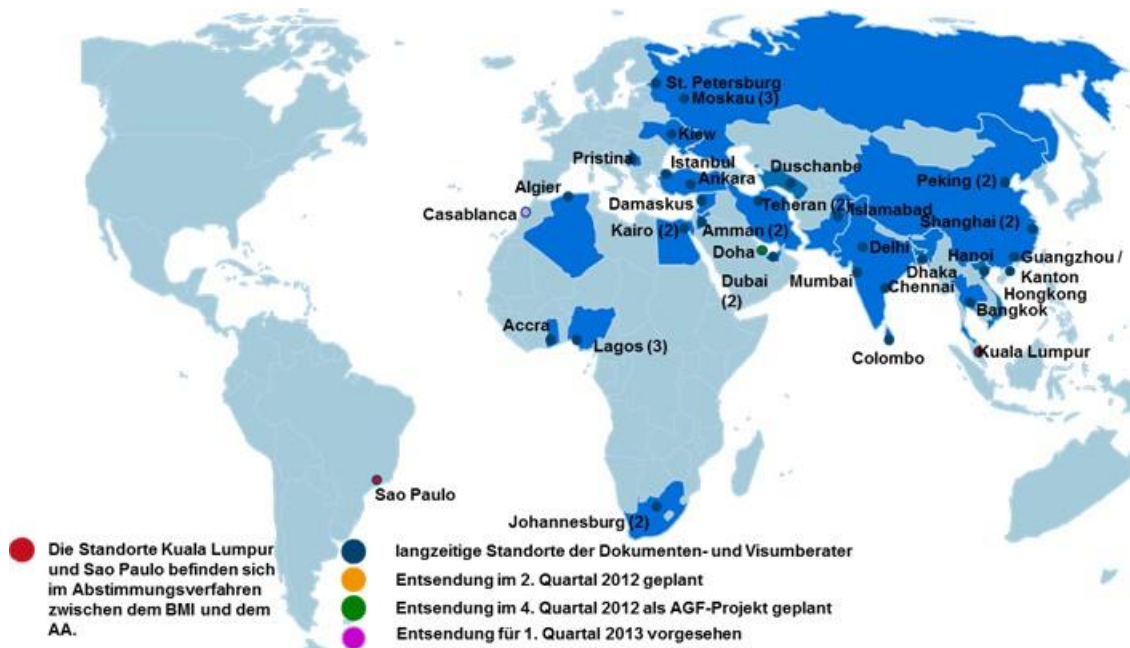 St. Petersburg
Moskau (3)
Kiew
Pristina
Istanbul
Duschanbe
Ankara
Peking (2)
Algier
Damaskus
Teheran (2)
Islamabad
Casablanca
Kairo (2)
Amman (2)
Shanghai (2)
Doha
Delhi
Hanoi
Guangzhou /
Kanton
Dubai
(2)
Mumbai
Dhaka
Chennai
Hongkong
Bangkok
Accra
Lagos (3)
Colombo
Kuala Lumpur
Sao Paulo
Johannesburg (2)
Die Standorte Kuala Lumpur
und Sao Paulo befinden sich
im Abstimmungsverfahren
zwischen dem BMI und dem
AA.
langzeitige Standorte der Dokumenten- und Visumberater
Entsendung im 2. Quartal 2012 geplant
Entsendung im 4. Quartal 2012 als AGF-Projekt geplant
Entsendung für 1. Quartal 2013 vorgesehen